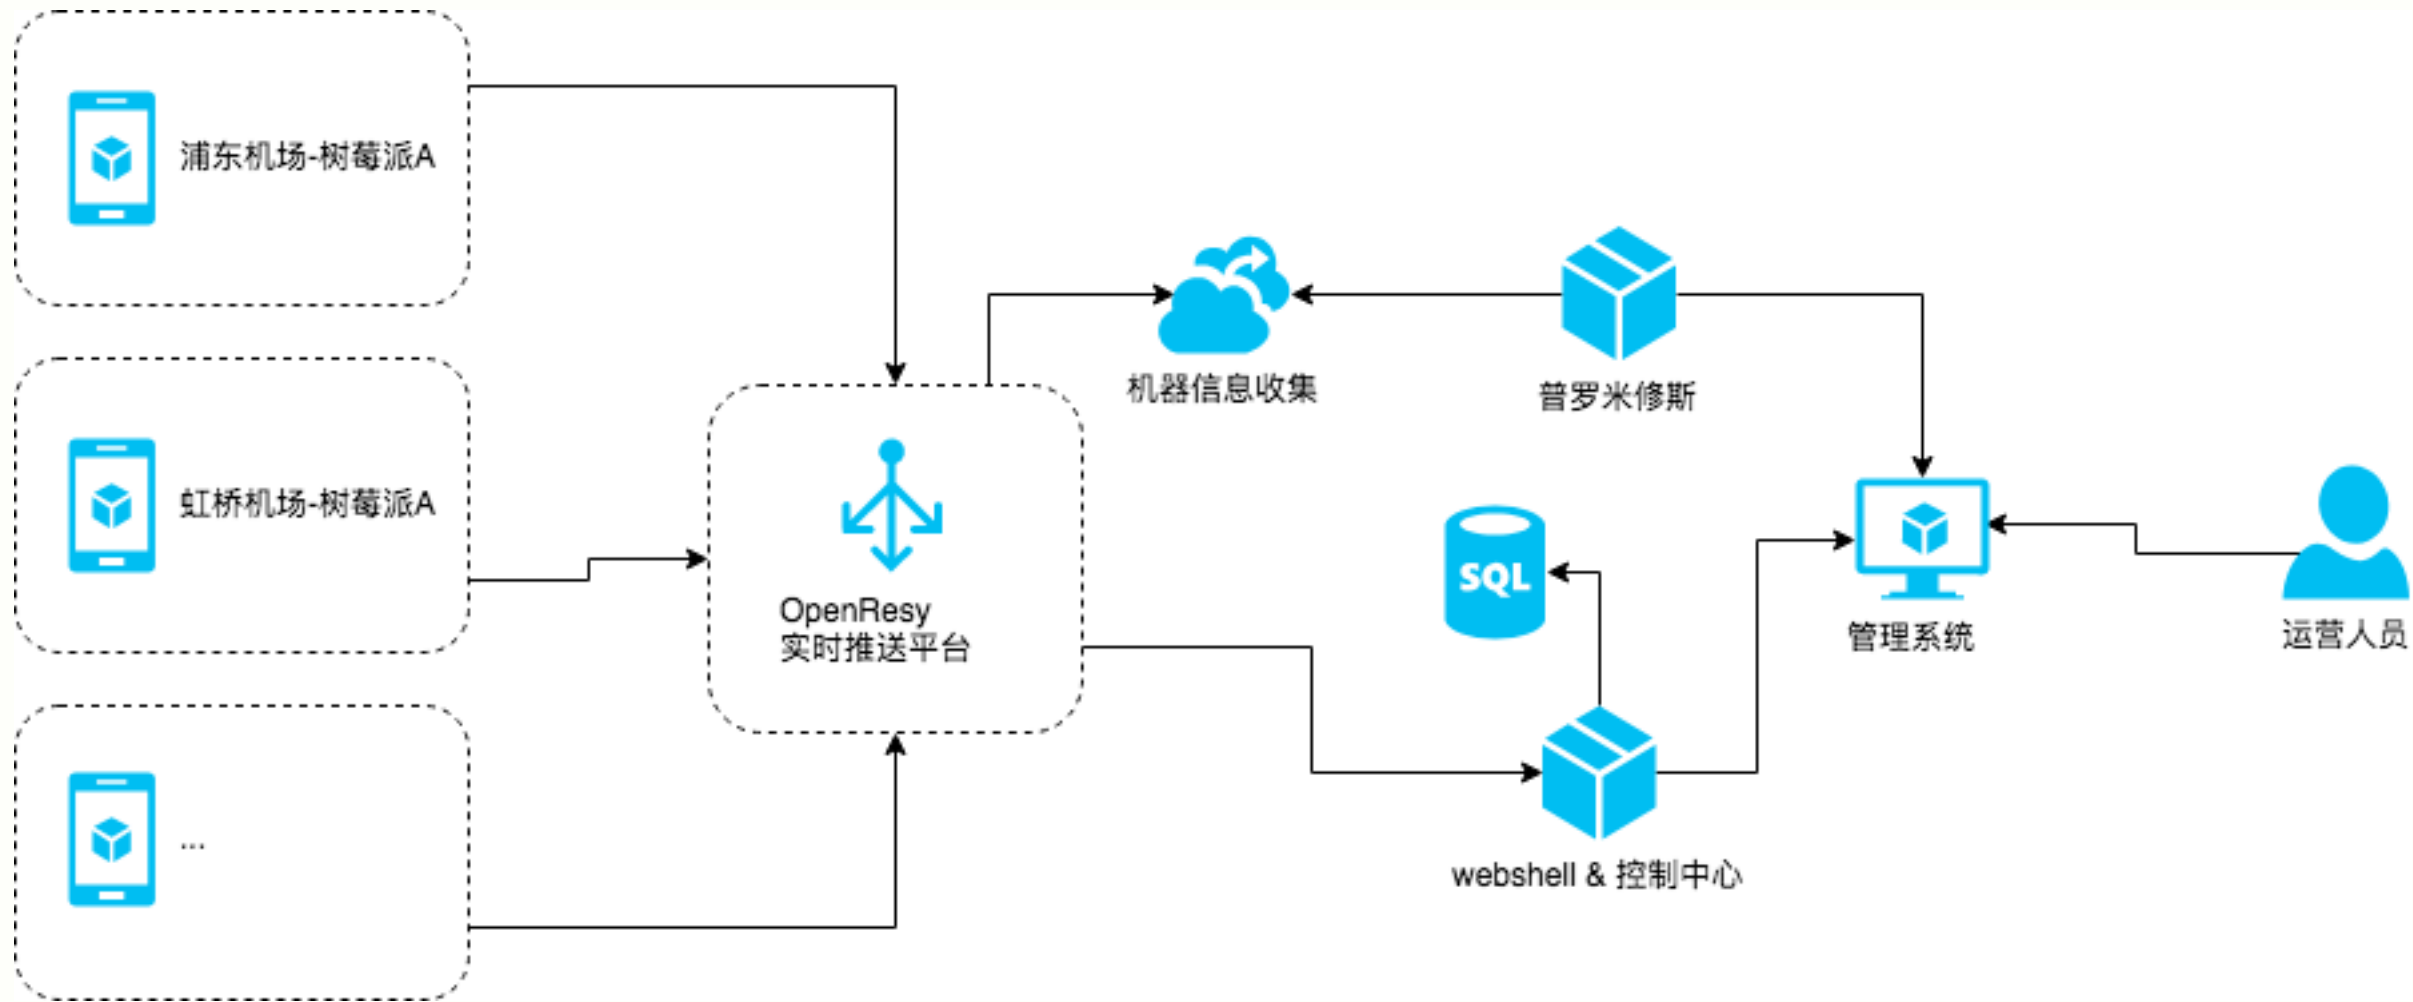 浦东机场-树莓派A
虹桥机场-树莓派A
...
OpenResy
实时推送平台
机器信息收集
普罗米修斯
SQL
webshell & 控制中心
管理系统
运营人员